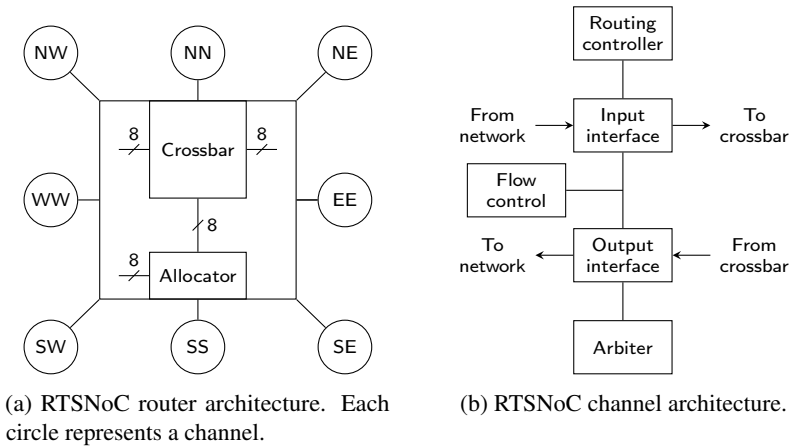 NW
NN
NE
8
Crossbar
8
WW
EE
8
8
Allocator
SW
SS
SE
(a) RTSNoC router architecture. Each
circle represents a channel.
Routing
controller
From
network
Input
interface
To
crossbar
Flow
control
To
network
Output
interface
From
crossbar
Arbiter
(b) RTSNoC channel architecture.